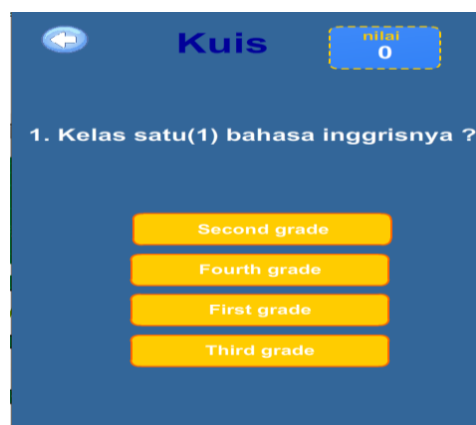 Kuis
nilai
0
1. Kelas satu(1) bahasa inggrisnya ?
Second grade
Fourth grade
First grade
Third grade